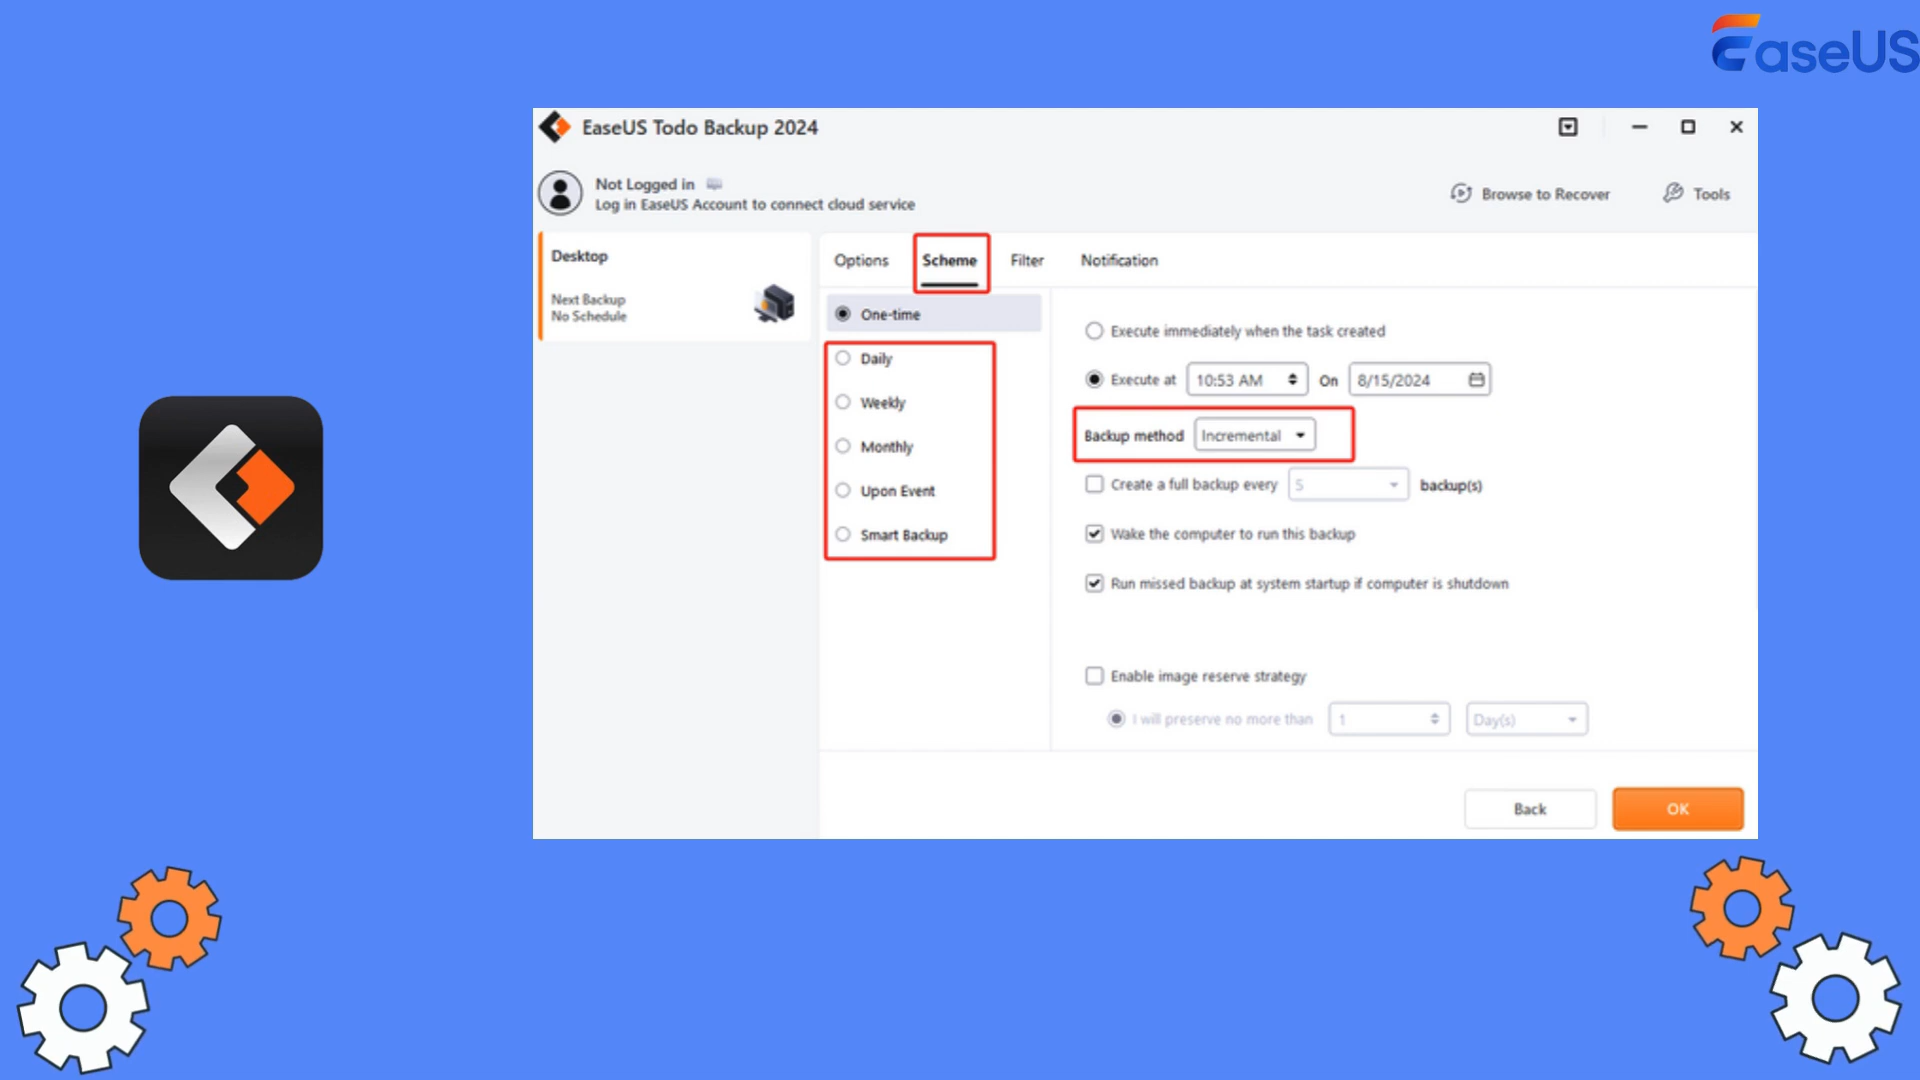 EaseUS
EaseUS Todo Backup 2024
Not Logged in
Log in EaseUS Account to connect cloud service
Browse to Recover
Tools
Desktop
Next Backup
No Schedule
Options Scheme Filter Notification
One-time
Daily
Weekly
Monthly
Upon Event
Smart Backup
Execute immediately when the task created
Execute at 10:53 AM On 8/15/2024
Backup method Incremental
Create a full backup every 5 backup(s)
Wake the computer to run this backup
Run missed backup at system startup if computer is shutdown
Enable image reserve strategy
I will preserve no more than 1 Day(s)
Back OK